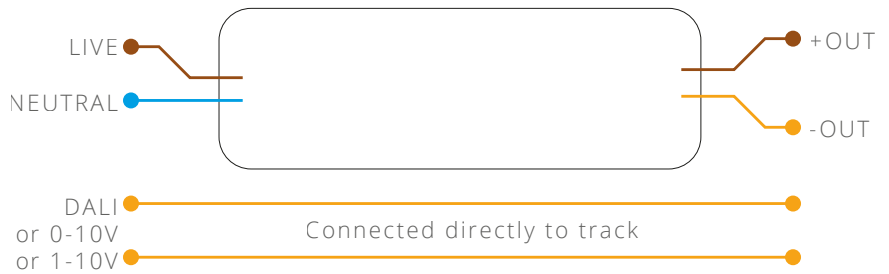 LIVE
+OUT
NEUTRAL
-OUT
DALI
or 0-10V
or 1-10V
Connected directly to track